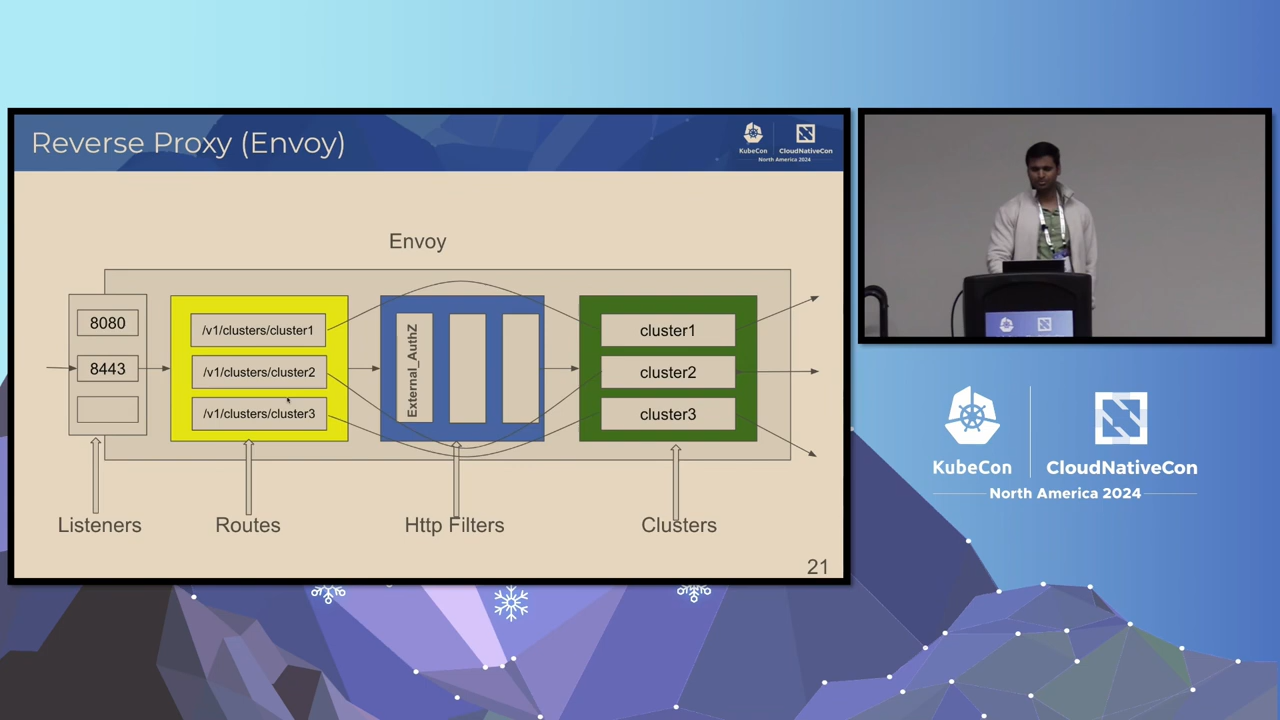 Reverse Proxy (Envoy)
KubeCon
CloudNativeCon
North America 2024
Envoy
8080
8443
/v1/clusters/cluster1
/v1/clusters/cluster2
/v1/clusters/cluster3
External_AuthZ
cluster1
cluster2
cluster3
Listeners
Routes
Http Filters
Clusters
21
KubeCon
CloudNativeCon
North America 2024